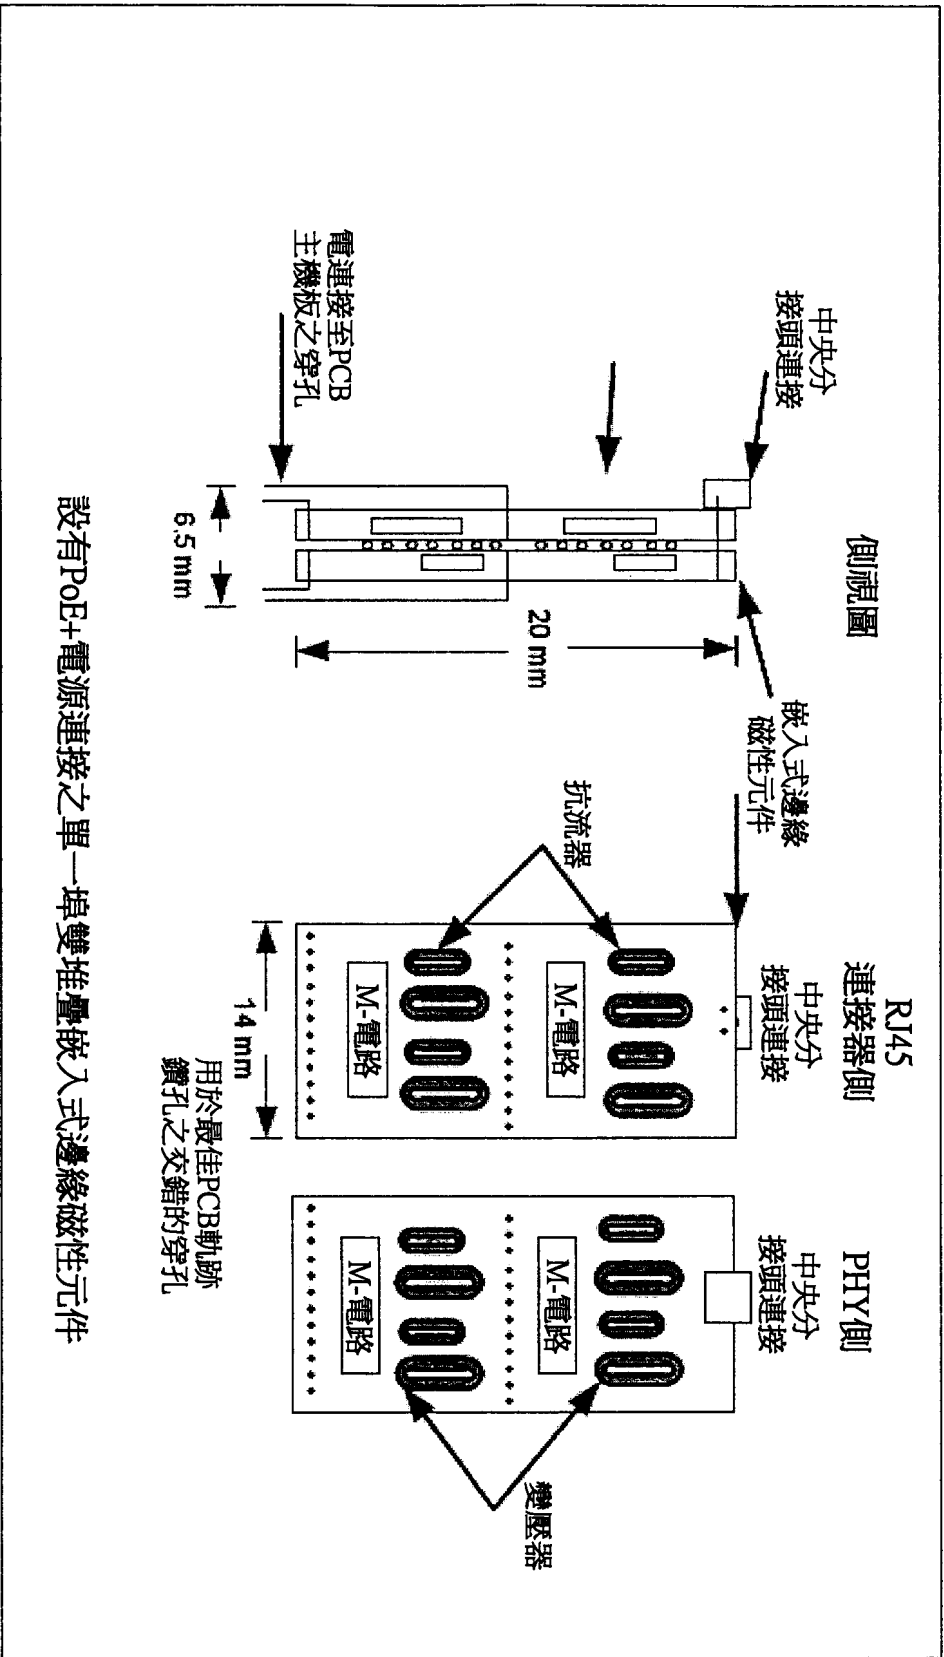 側視圖
中央分
接頭連接
嵌入式邊緣
磁性元件
20 mm
6.5 mm
電連接至PCB
主機板之穿孔
RJ45
連接器側
中央分
接頭連接
抗流器
M-電路
M-電路
14 mm
用於最佳PCB軌跡
鑽孔之交錯的穿孔
PHY側
中央分
接頭連接
M-電路
M-電路
變壓器
設有PoE+電源連接之單一埠雙堆疊嵌入式邊緣磁性元件